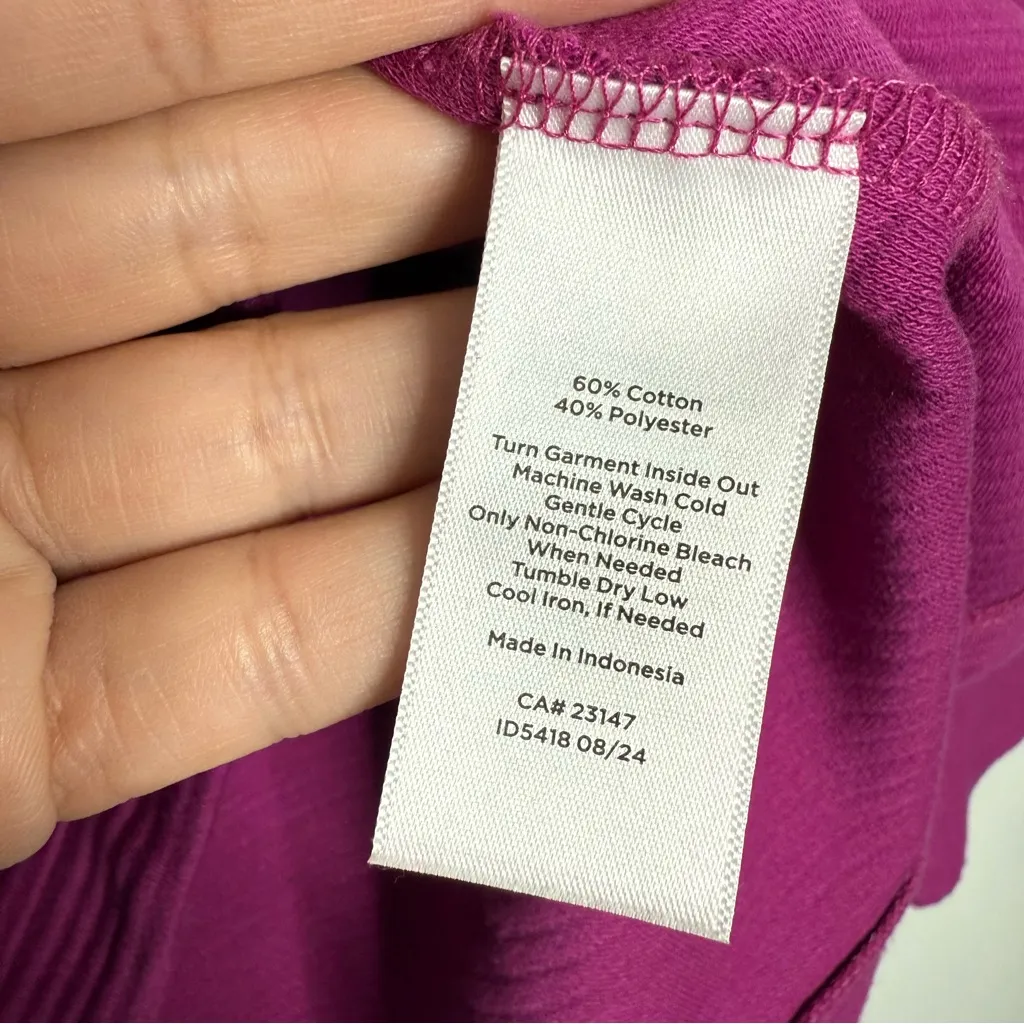 60% Cotton
40% Polyester
Turn Garment Inside Out
Machine Wash Cold
Gentle Cycle
Only Non-Chlorine Bleach
When Needed
Tumble Dry Low
Cool Iron, If Needed
Made In Indonesia
CA# 23147
ID5418 08/24